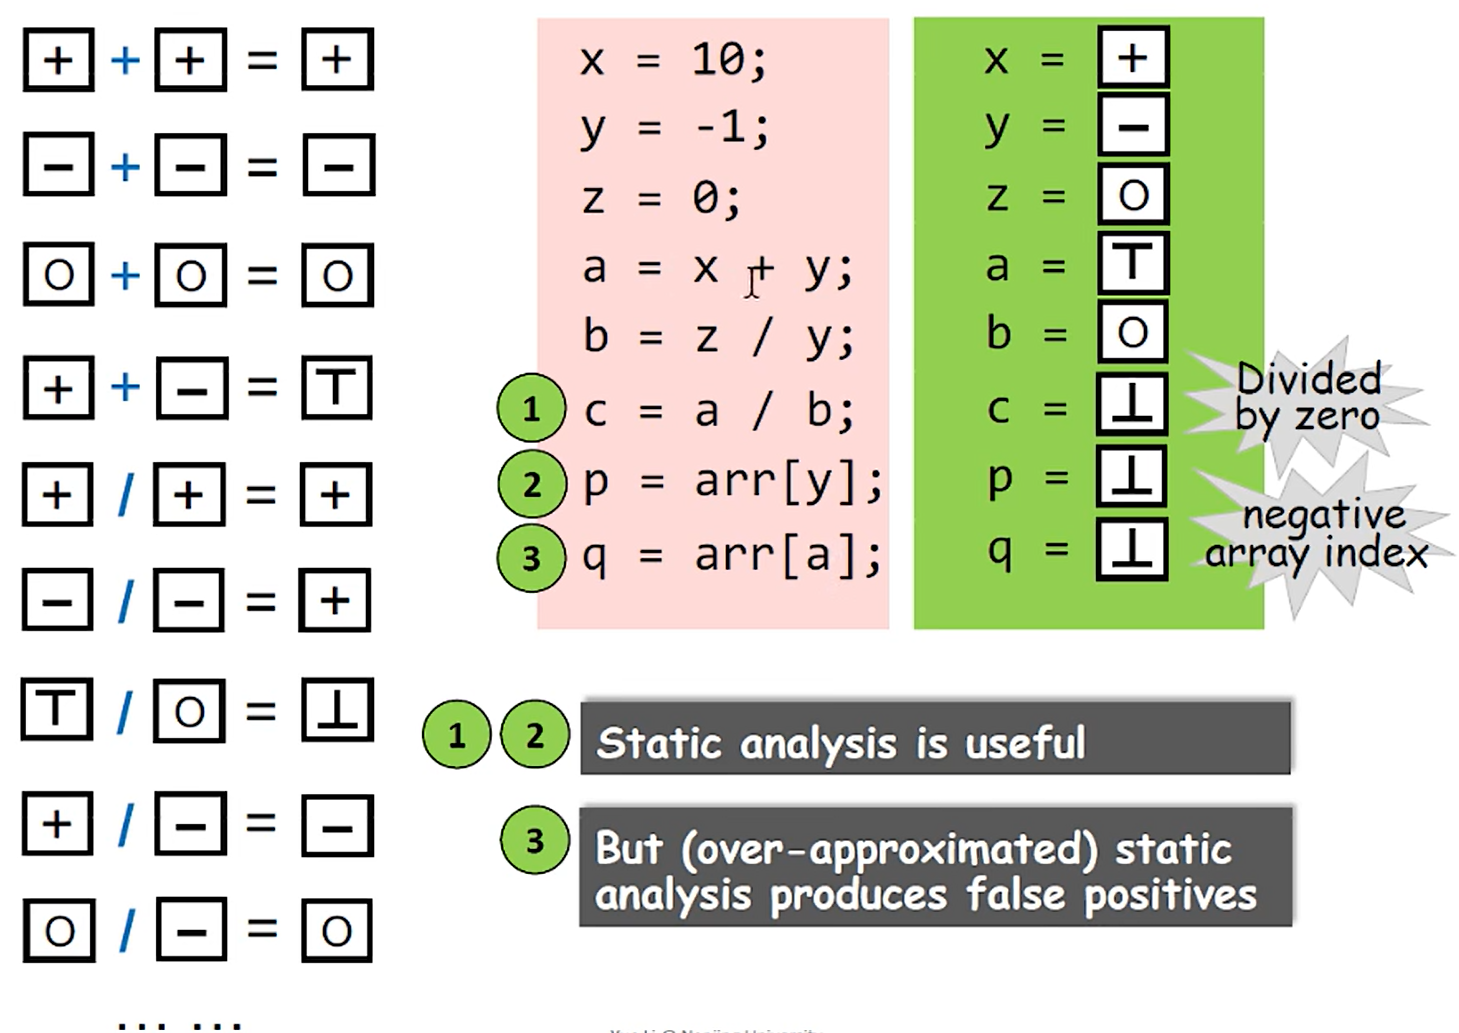 + + + = +
− + − = −
O + O = O
+ + − = ⊤
+ / + = +
− / − = +
⊤ / O = ⊥
+ / − = −
O / − = O
... ...
x = 10;
y = -1;
z = 0;
a = x + y;
b = z / y;
1 c = a / b;
2 p = arr[y];
3 q = arr[a];
x = +
y = −
z = O
a = ⊤
b = O
c = ⊥
p = ⊥
q = ⊥
Divided
by zero
negative
array index
1 2 Static analysis is useful
3 But (over-approximated) static
analysis produces false positives